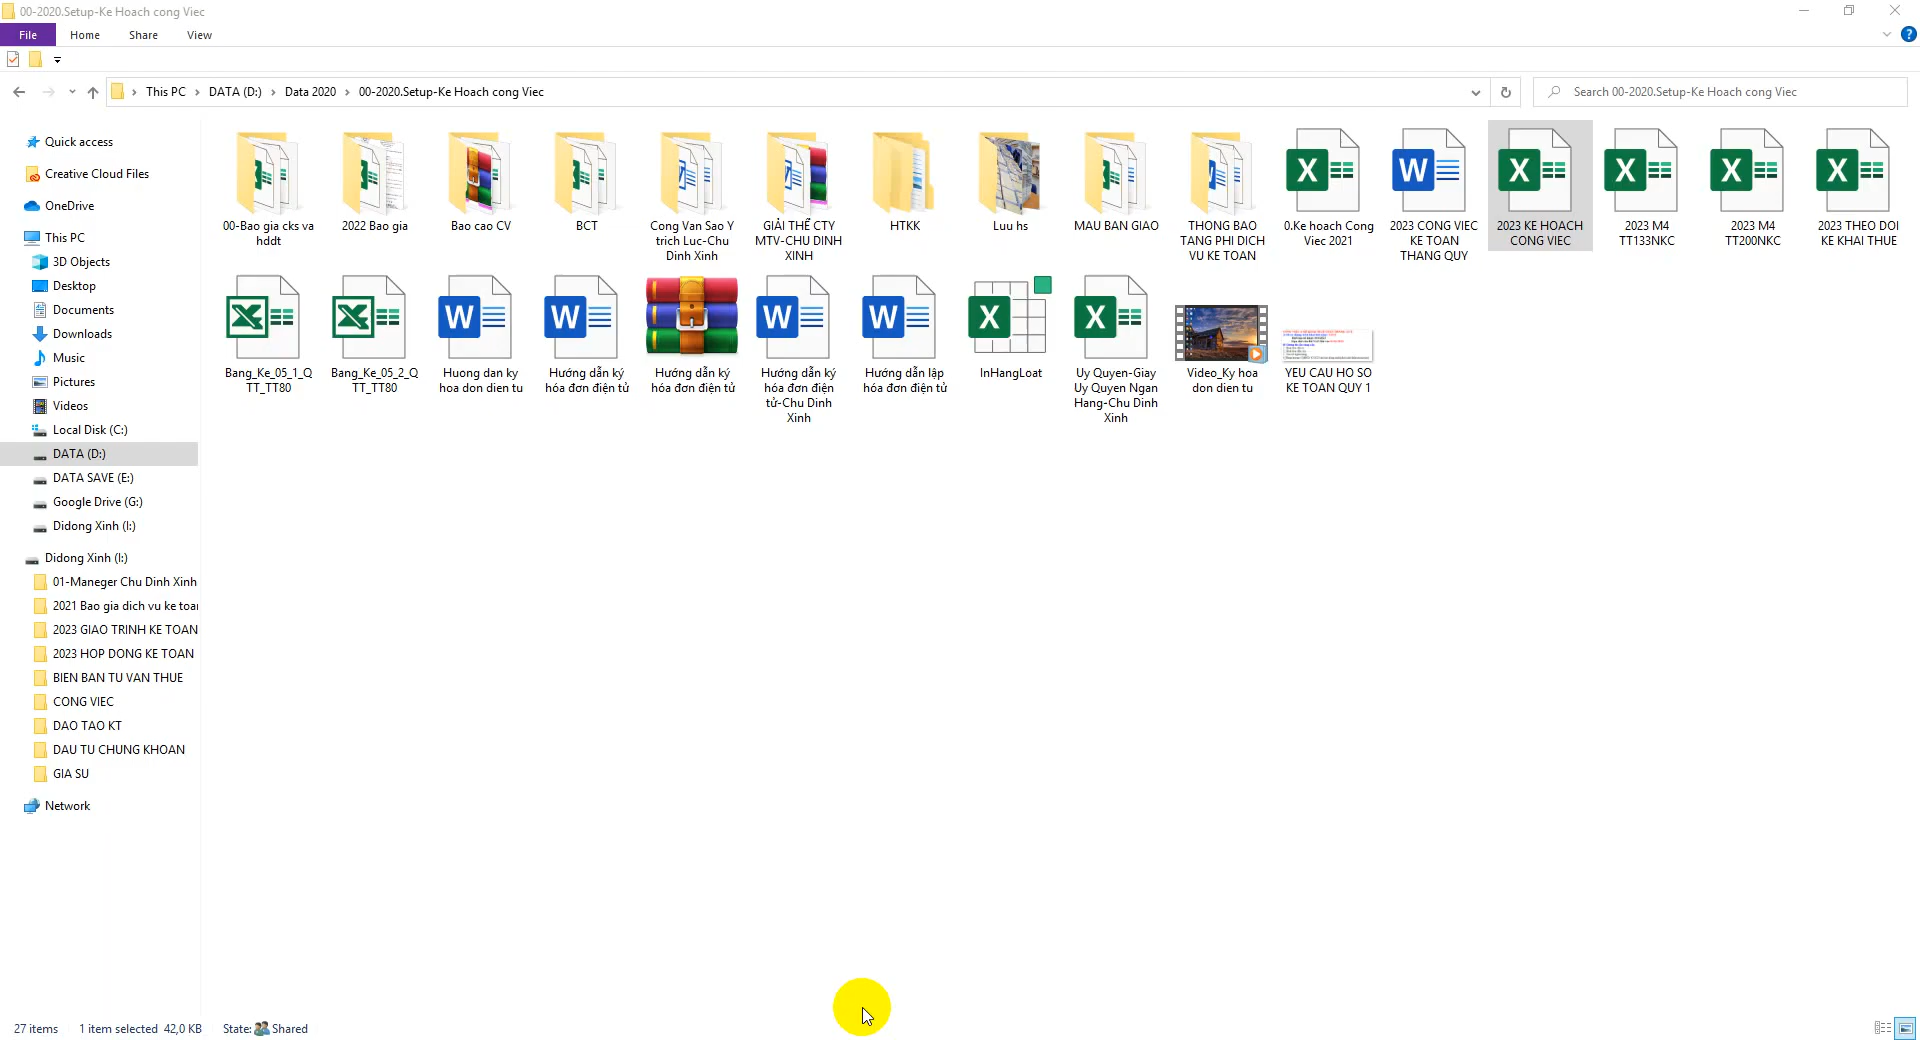 00-2020.Setup-Ke Hoach cong Viec
File
Home
Share
View
This PC
DATA (D:)
Data 2020
00-2020.Setup-Ke Hoach cong Viec
Search 00-2020.Setup-Ke Hoach cong Viec
Quick access
Creative Cloud Files
OneDrive
This PC
3D Objects
Desktop
Documents
Downloads
Music
Pictures
Videos
Local Disk (C:)
DATA (D:)
DATA SAVE (E:)
Google Drive (G:)
Didong Xinh (I:)
Didong Xinh (I:)
01-Maneger Chu Dinh Xinh
2021 Bao gia dich vu ke toan
2023 GIAO TRINH KE TOAN
2023 HOP DONG KE TOAN
BIEN BAN TU VAN THUE
CONG VIEC
DAO TAO KT
DAU TU CHUNG KHOAN
GIA SU
Network
00-Bao gia cks va
hddt
2022 Bao gia
Bao cao CV
BCT
Cong Van Sao Y
trich Luc-Chu
Dinh Xinh
GIẢI THỂ CTY
MTV-CHU DINH
XINH
HTKK
Luu hs
MAU BAN GIAO
THONG BAO
TANG PHI DICH
VU KE TOAN
0.Ke hoach Cong
Viec 2021
2023 CONG VIEC
KE TOAN
THANG QUY
2023 KE HOACH
CONG VIEC
2023 M4
TT133NKC
2023 M4
TT200NKC
2023 THEO DOI
KE KHAI THUE
Bang_Ke_05_1_Q
TT_TT80
Bang_Ke_05_2_Q
TT_TT80
Huong dan ky
hoa don dien tu
Hướng dẫn ký
hóa đơn điện tử
Hướng dẫn ký
hóa đơn điện tử
Hướng dẫn ký
hóa đơn điện
tử-Chu Dinh
Xinh
Hướng dẫn lập
hóa đơn điện tử
InHangLoat
Uy Quyen-Giay
Uy Quyen Ngan
Hang-Chu Dinh
Xinh
Video_Ky hoa
don dien tu
YEU CAU HO SO
KE TOAN QUY 1
27 items
1 item selected 42,0 KB
State:
Shared